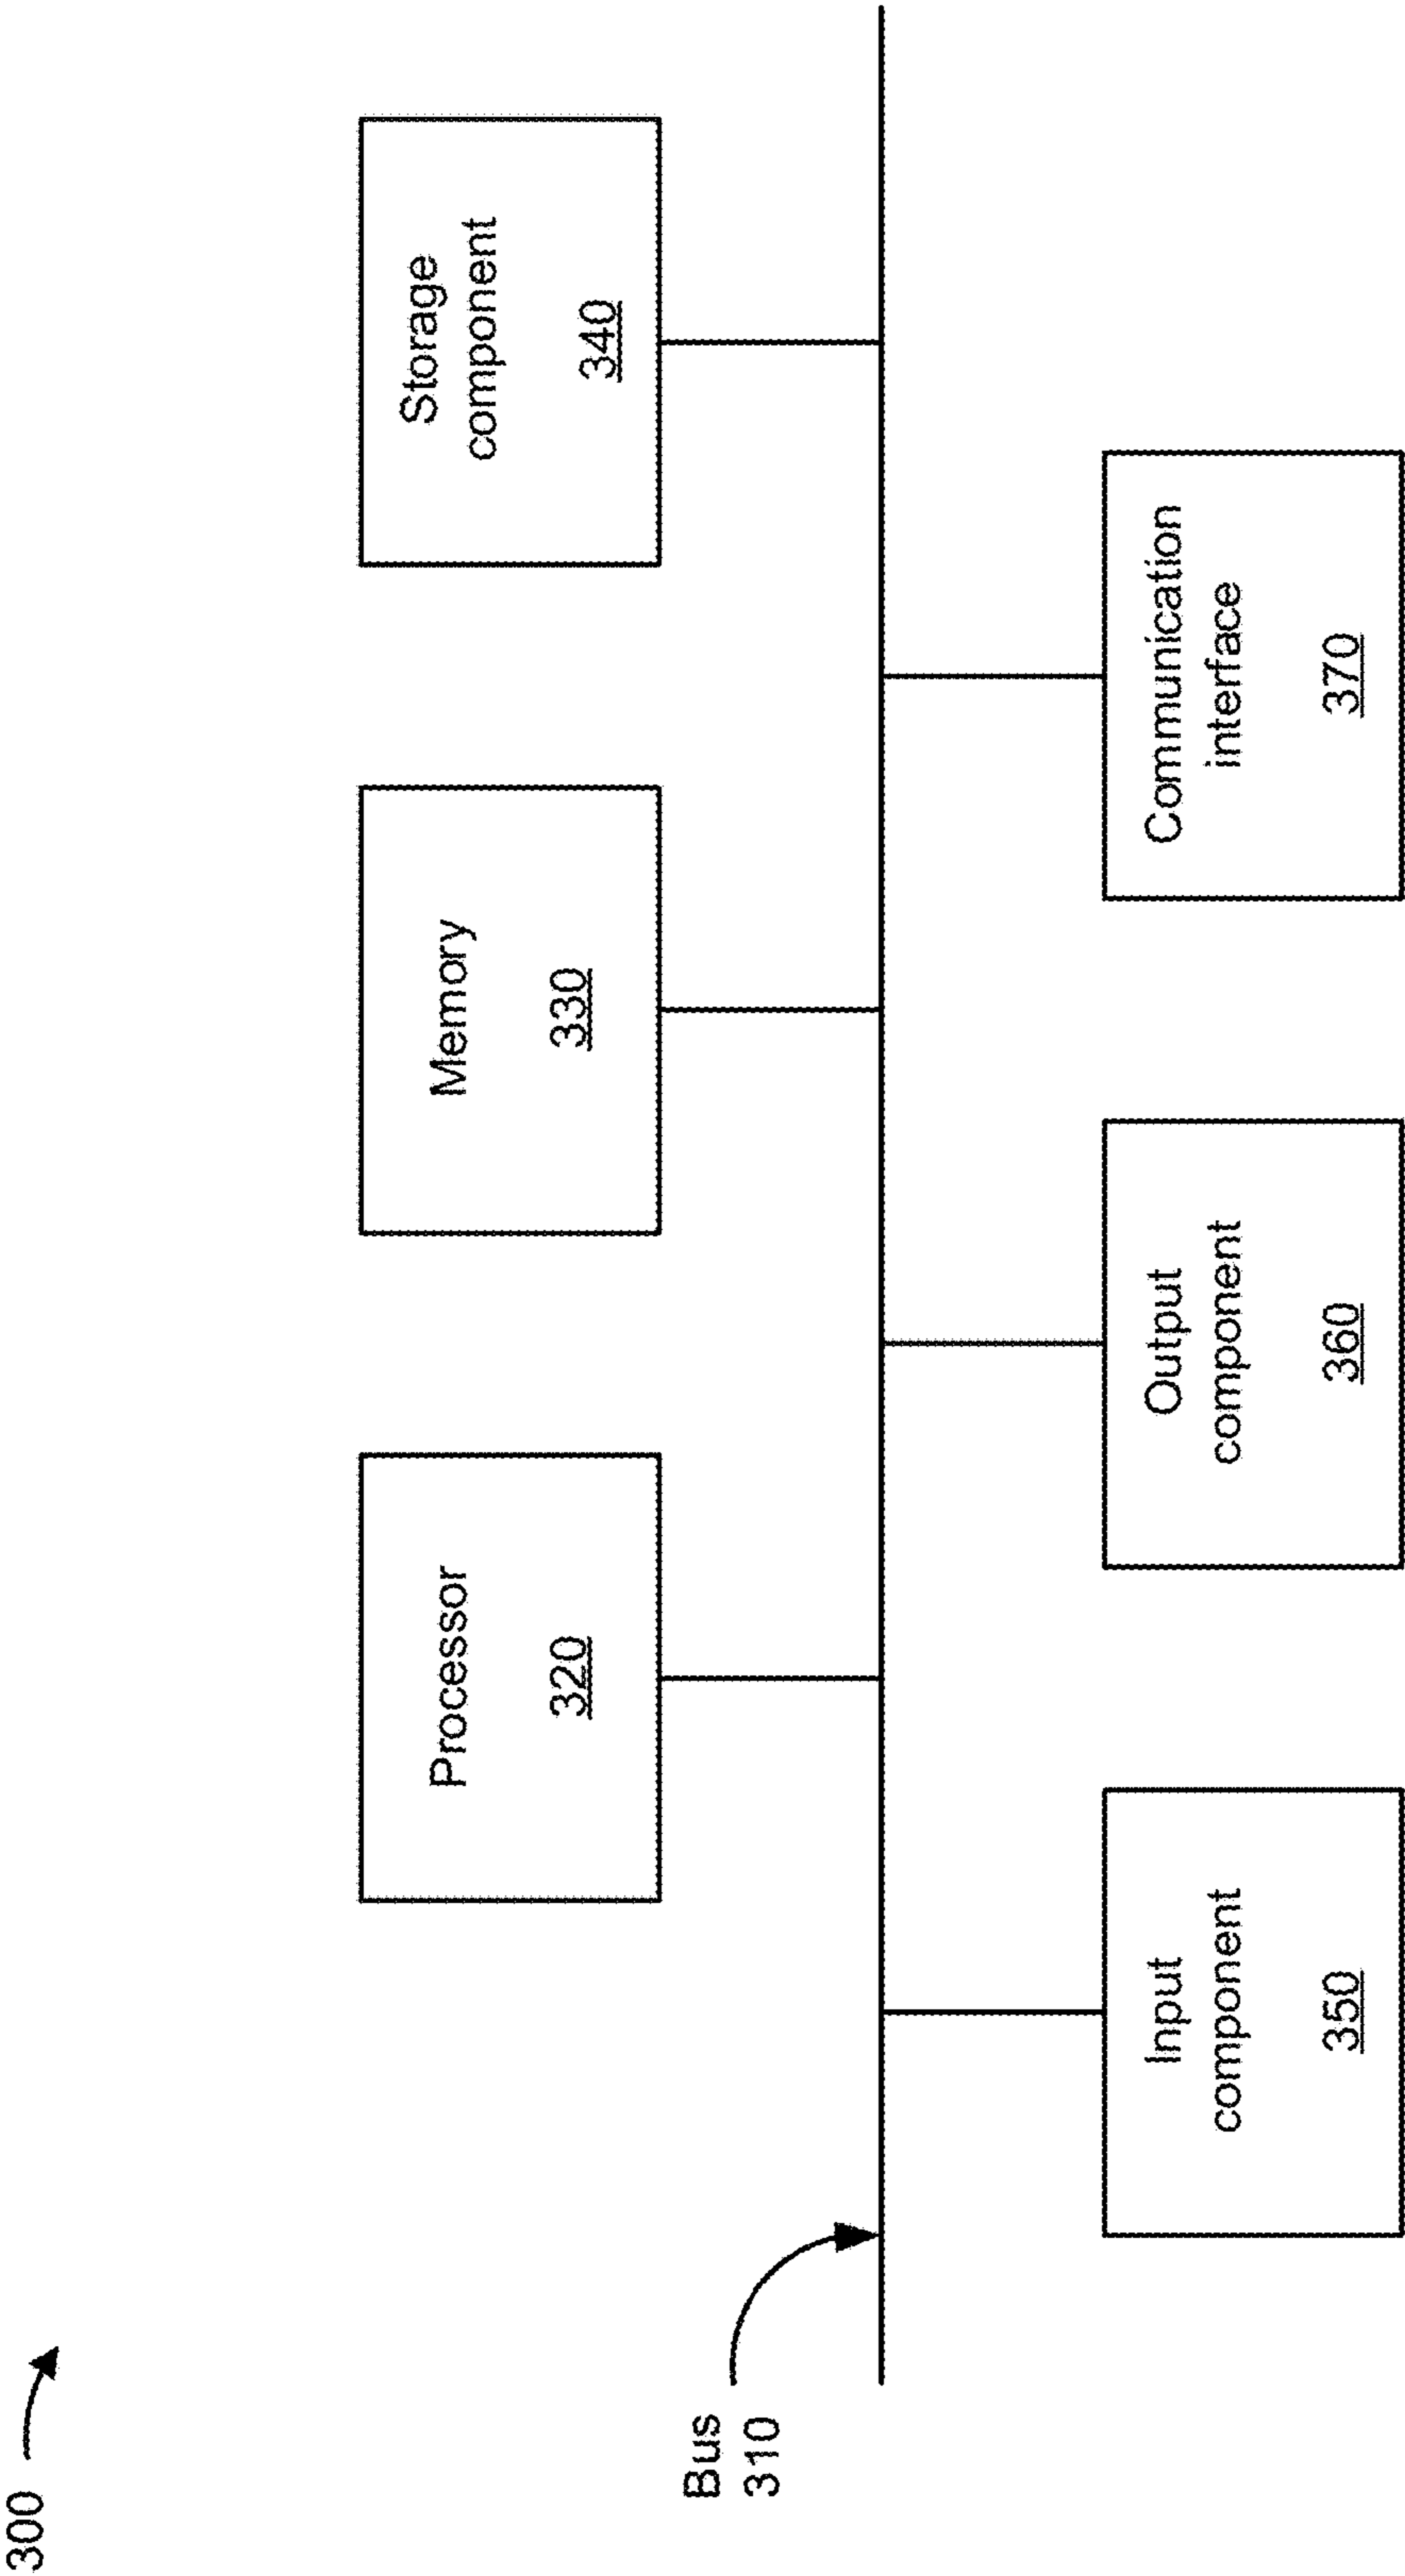 300
Processor
320
Memory
330
Storage
component
340
Bus
310
Input
component
350
Output
component
360
Communication
interface
370